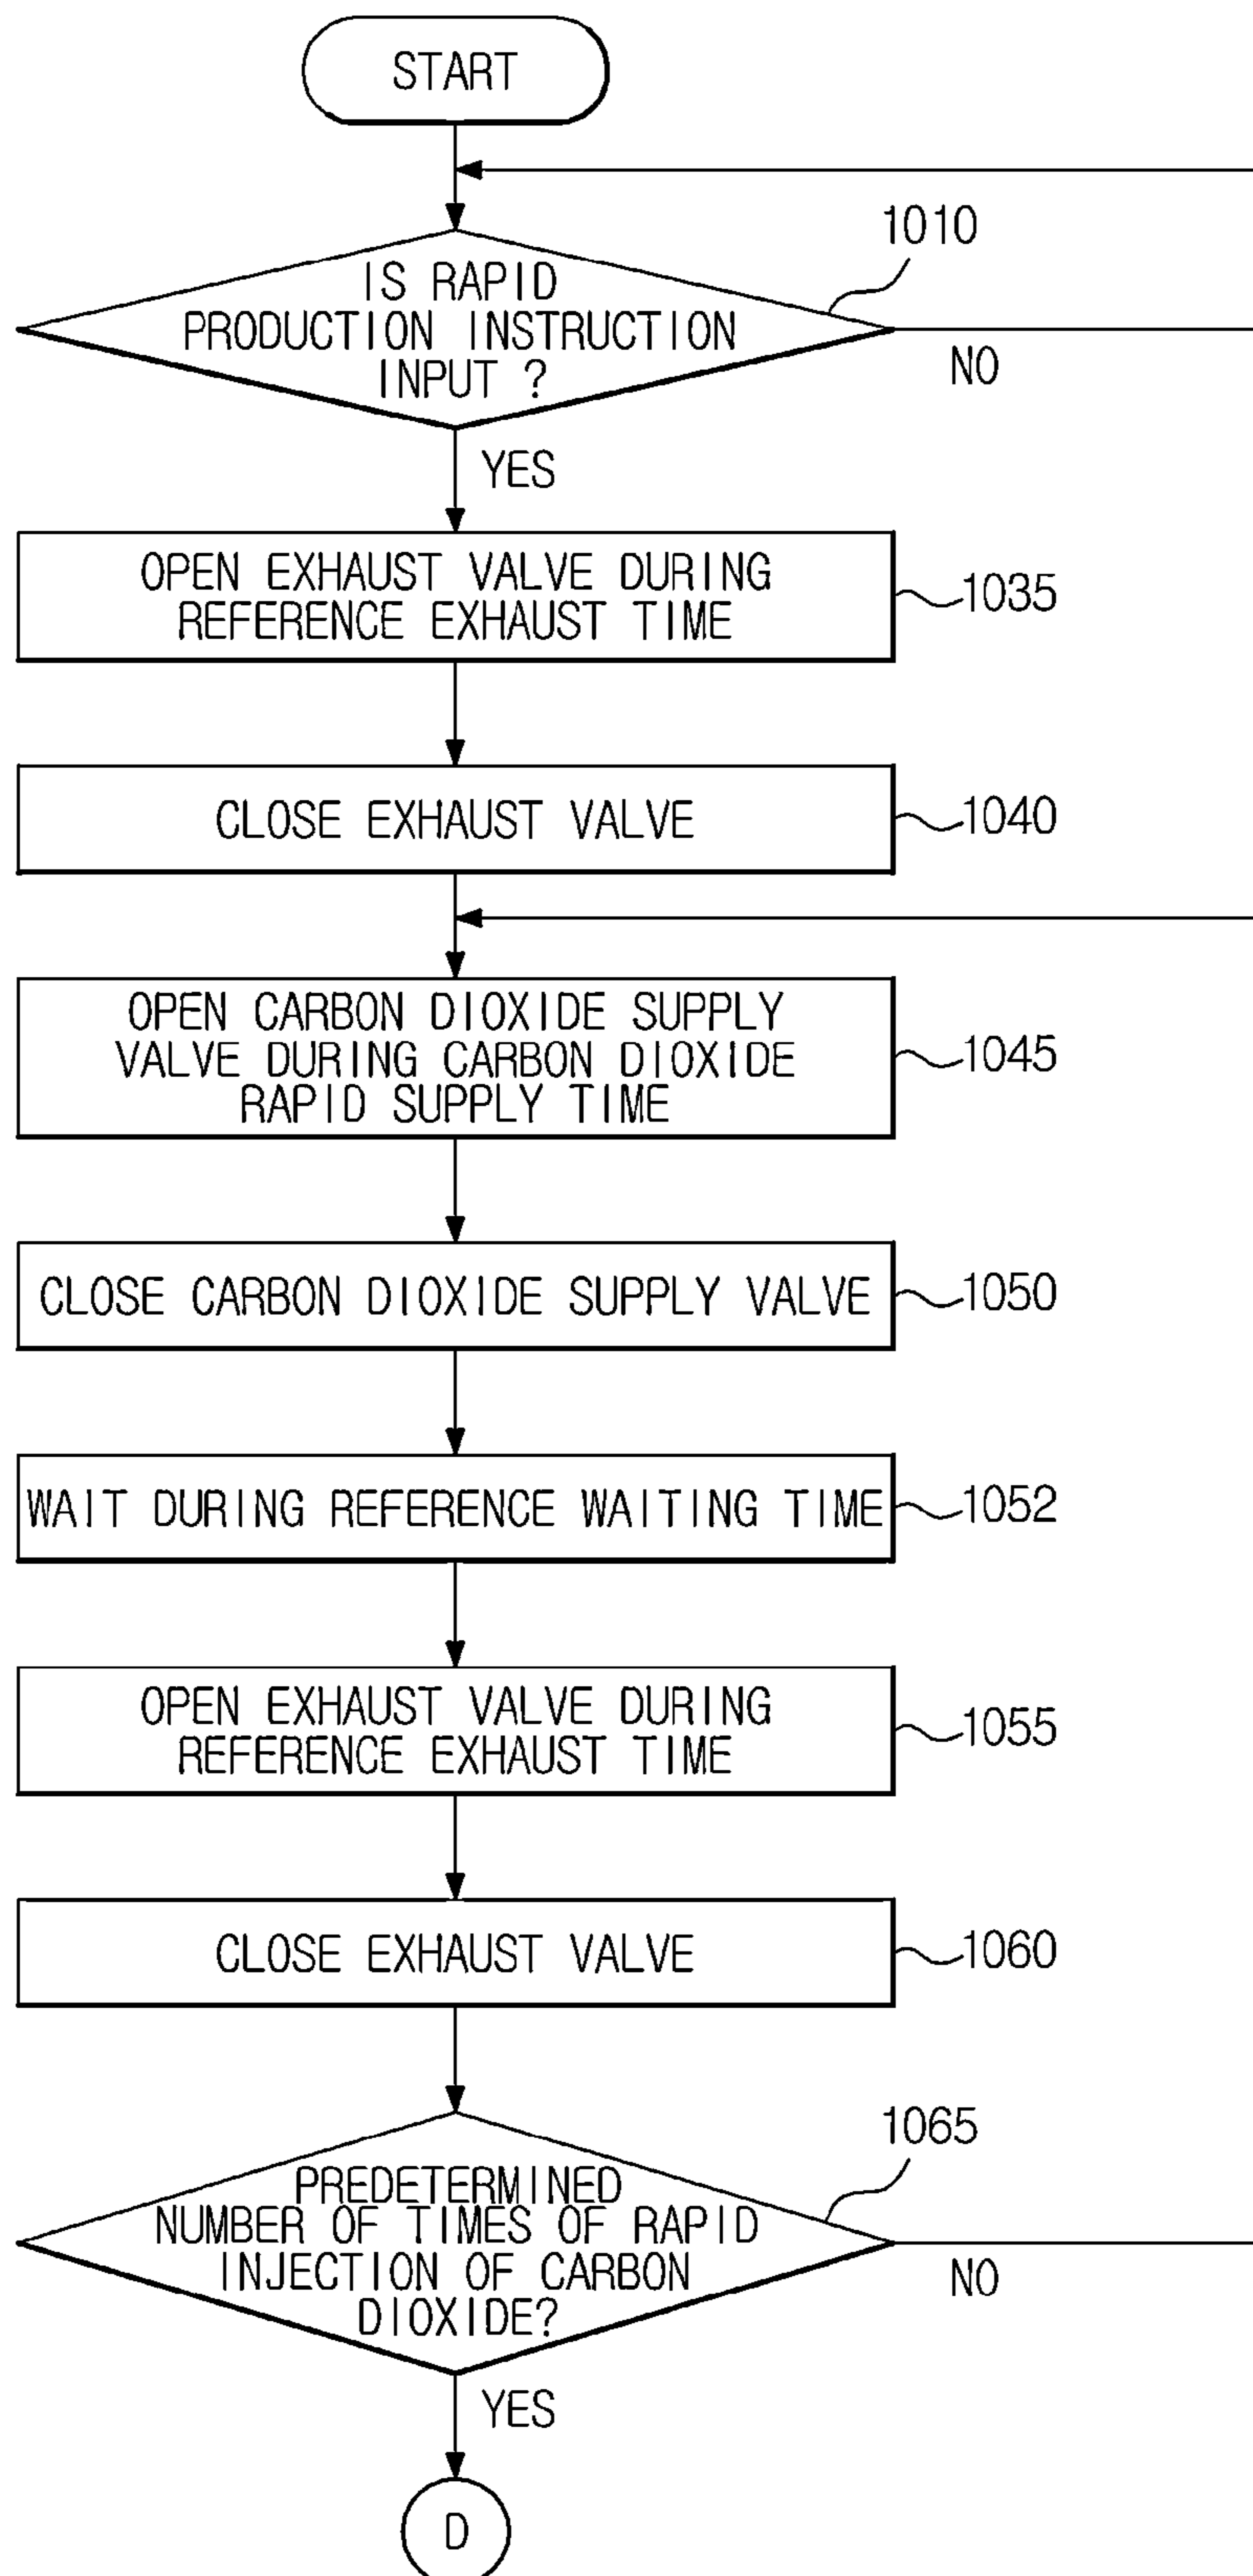 START
1010
IS RAPID
PRODUCTION INSTRUCTION
INPUT ?
NO
YES
OPEN EXHAUST VALVE DURING
REFERENCE EXHAUST TIME
1035
CLOSE EXHAUST VALVE
1040
OPEN CARBON DIOXIDE SUPPLY
VALVE DURING CARBON DIOXIDE
RAPID SUPPLY TIME
1045
CLOSE CARBON DIOXIDE SUPPLY VALVE
1050
WAIT DURING REFERENCE WAITING TIME
1052
OPEN EXHAUST VALVE DURING
REFERENCE EXHAUST TIME
1055
CLOSE EXHAUST VALVE
1060
1065
PREDETERMINED
NUMBER OF TIMES OF RAPID
INJECTION OF CARBON
DIOXIDE?
NO
YES
D